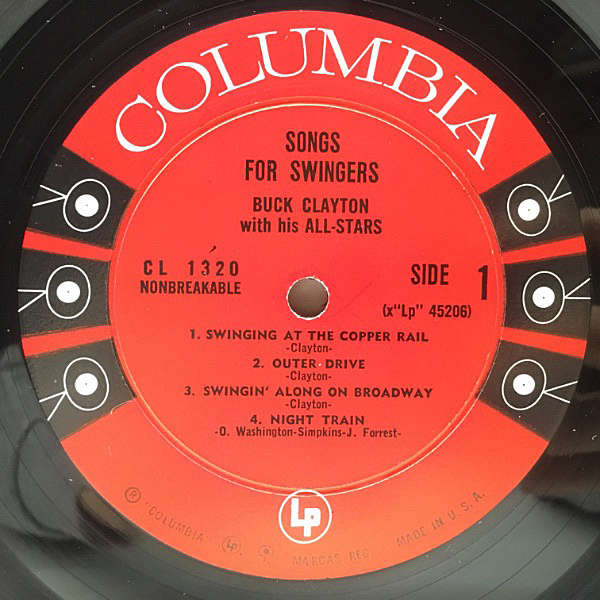 COLUMBIA
SONGS
FOR SWINGERS
BUCK CLAYTON
with his ALL-STARS
CL 1320
NONBREAKABLE
SIDE 1
(x"Lp" 45206)
1. SWINGING AT THE COPPER RAIL
-Clayton-
2. OUTER DRIVE
-Clayton-
3. SWINGIN' ALONG ON BROADWAY
-Clayton-
4. NIGHT TRAIN
-O. Washington-Simpkins-J. Forrest-
Lp
® "COLUMBIA" Lp MARCAS REG. MADE IN U.S.A.